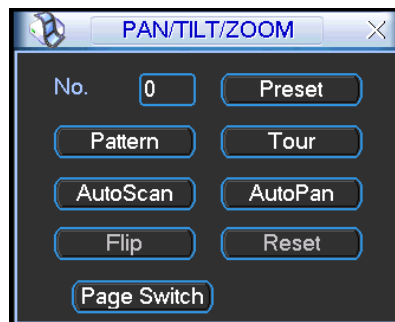 PAN/TILT/ZOOM
No. 0 Preset
Pattern Tour
AutoScan AutoPan
Flip Reset
Page Switch